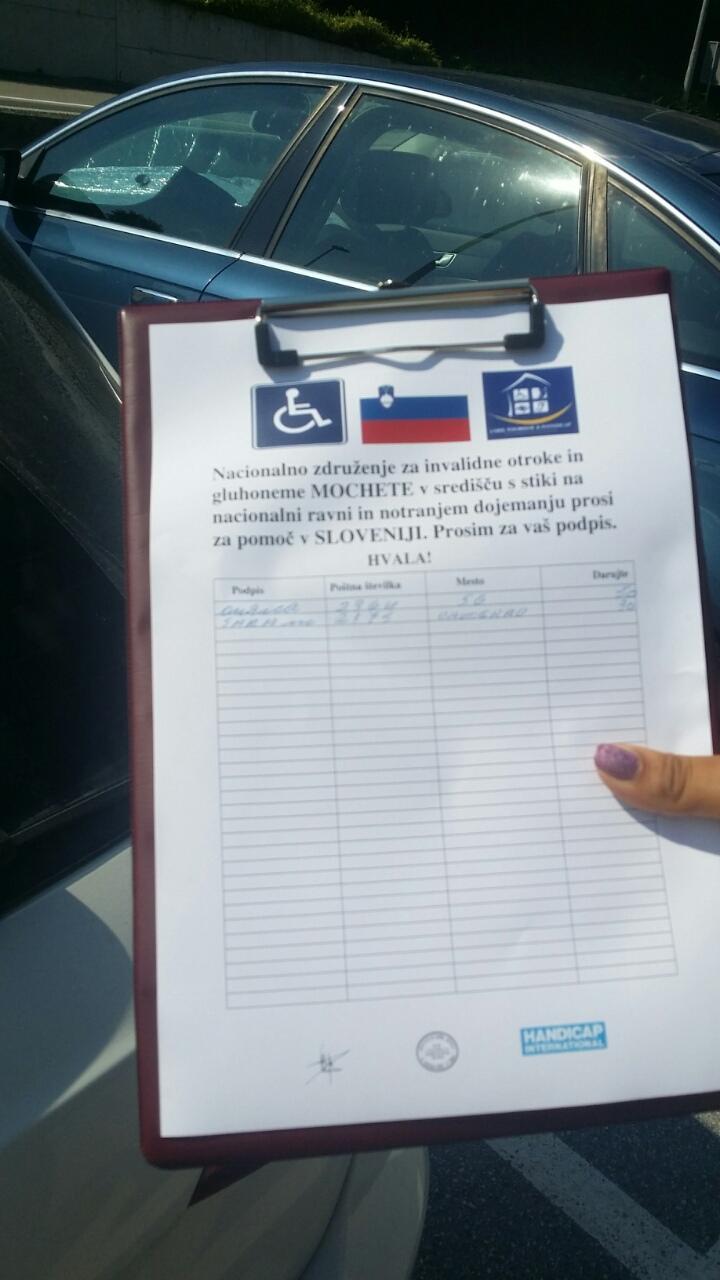 Nacionalno združenje za invalidne otroke in
gluhoneme MOCHETE v središču s stiki na
nacionalni ravni in notranjem dojemanju prosi
za pomoč v SLOVENIJI. Prosim za vaš podpis.
HVALA!
Podpis Poštna številka Mesto Darujte
HANDICAP
INTERNATIONAL